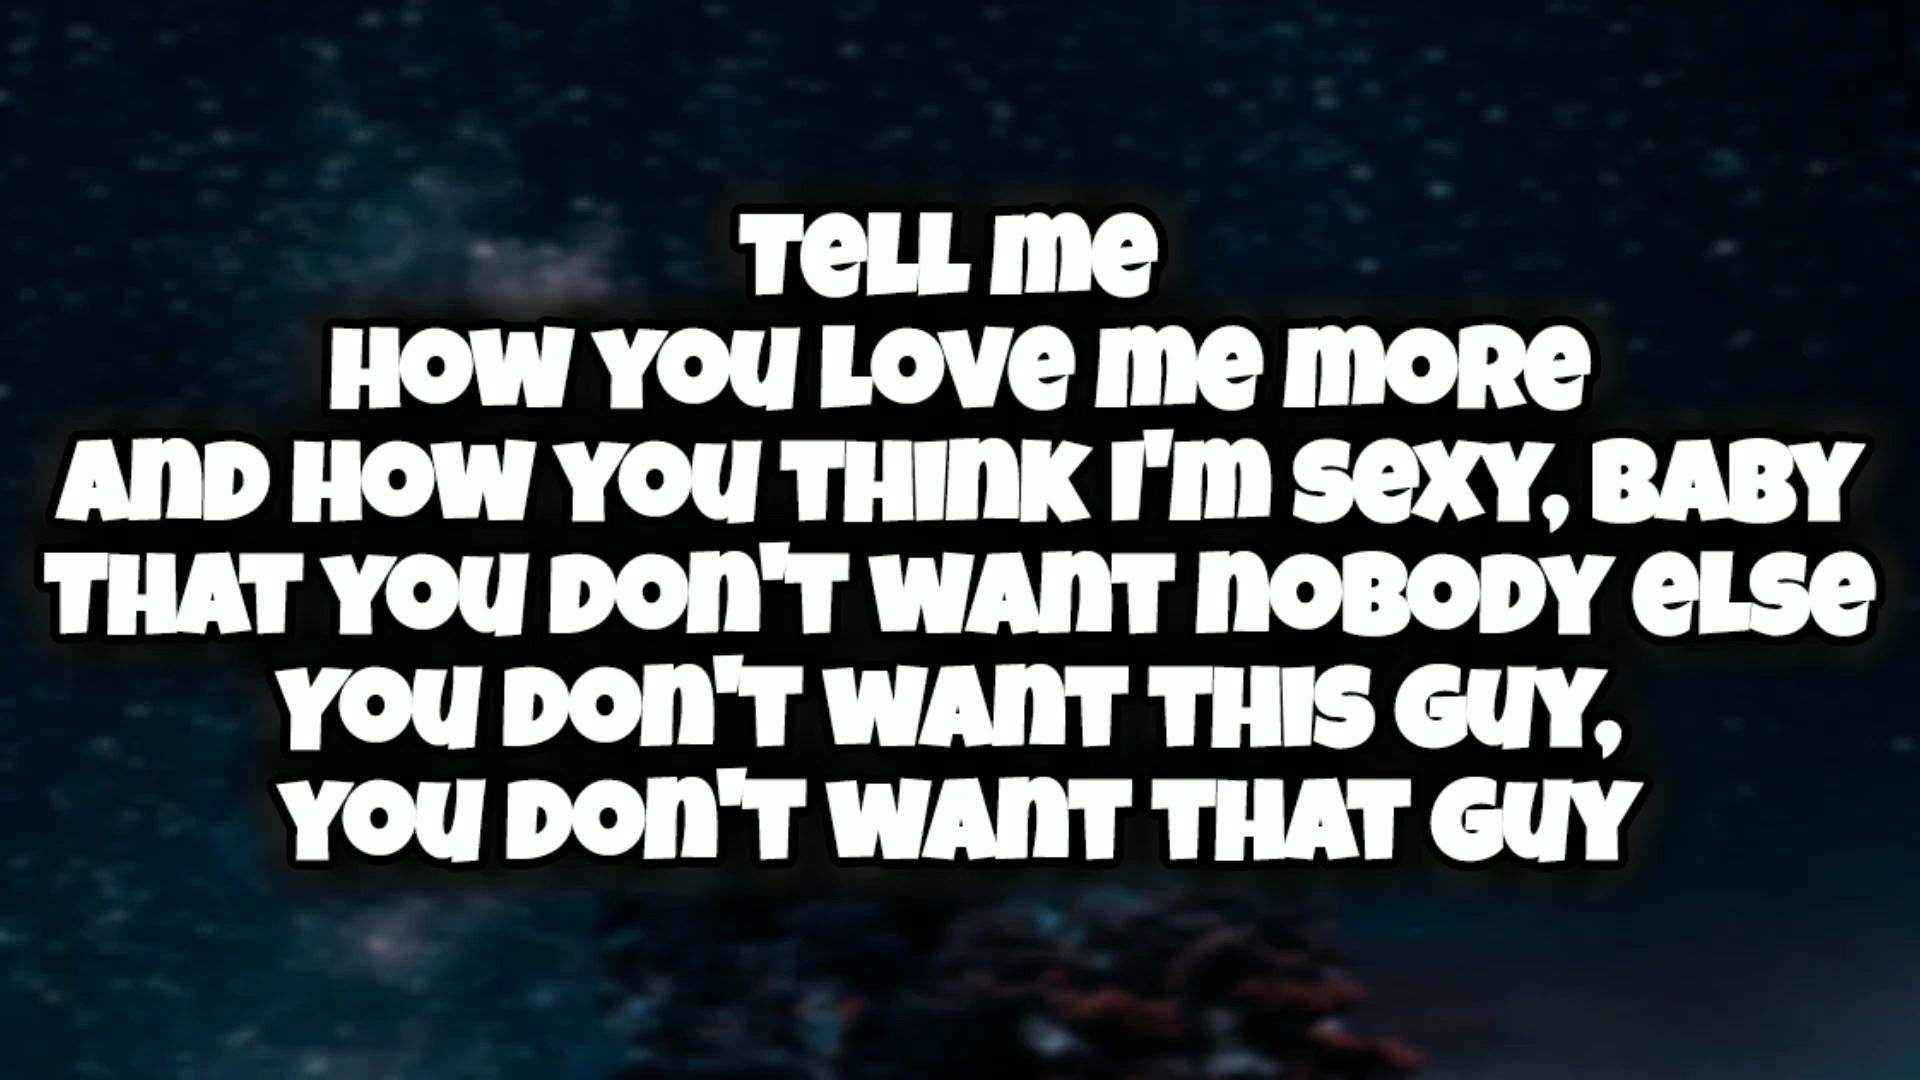 Tell me
How you love me more
And how you think I'm sexy, baby
That you don't want nobody else
You don't want this guy,
you don't want that guy